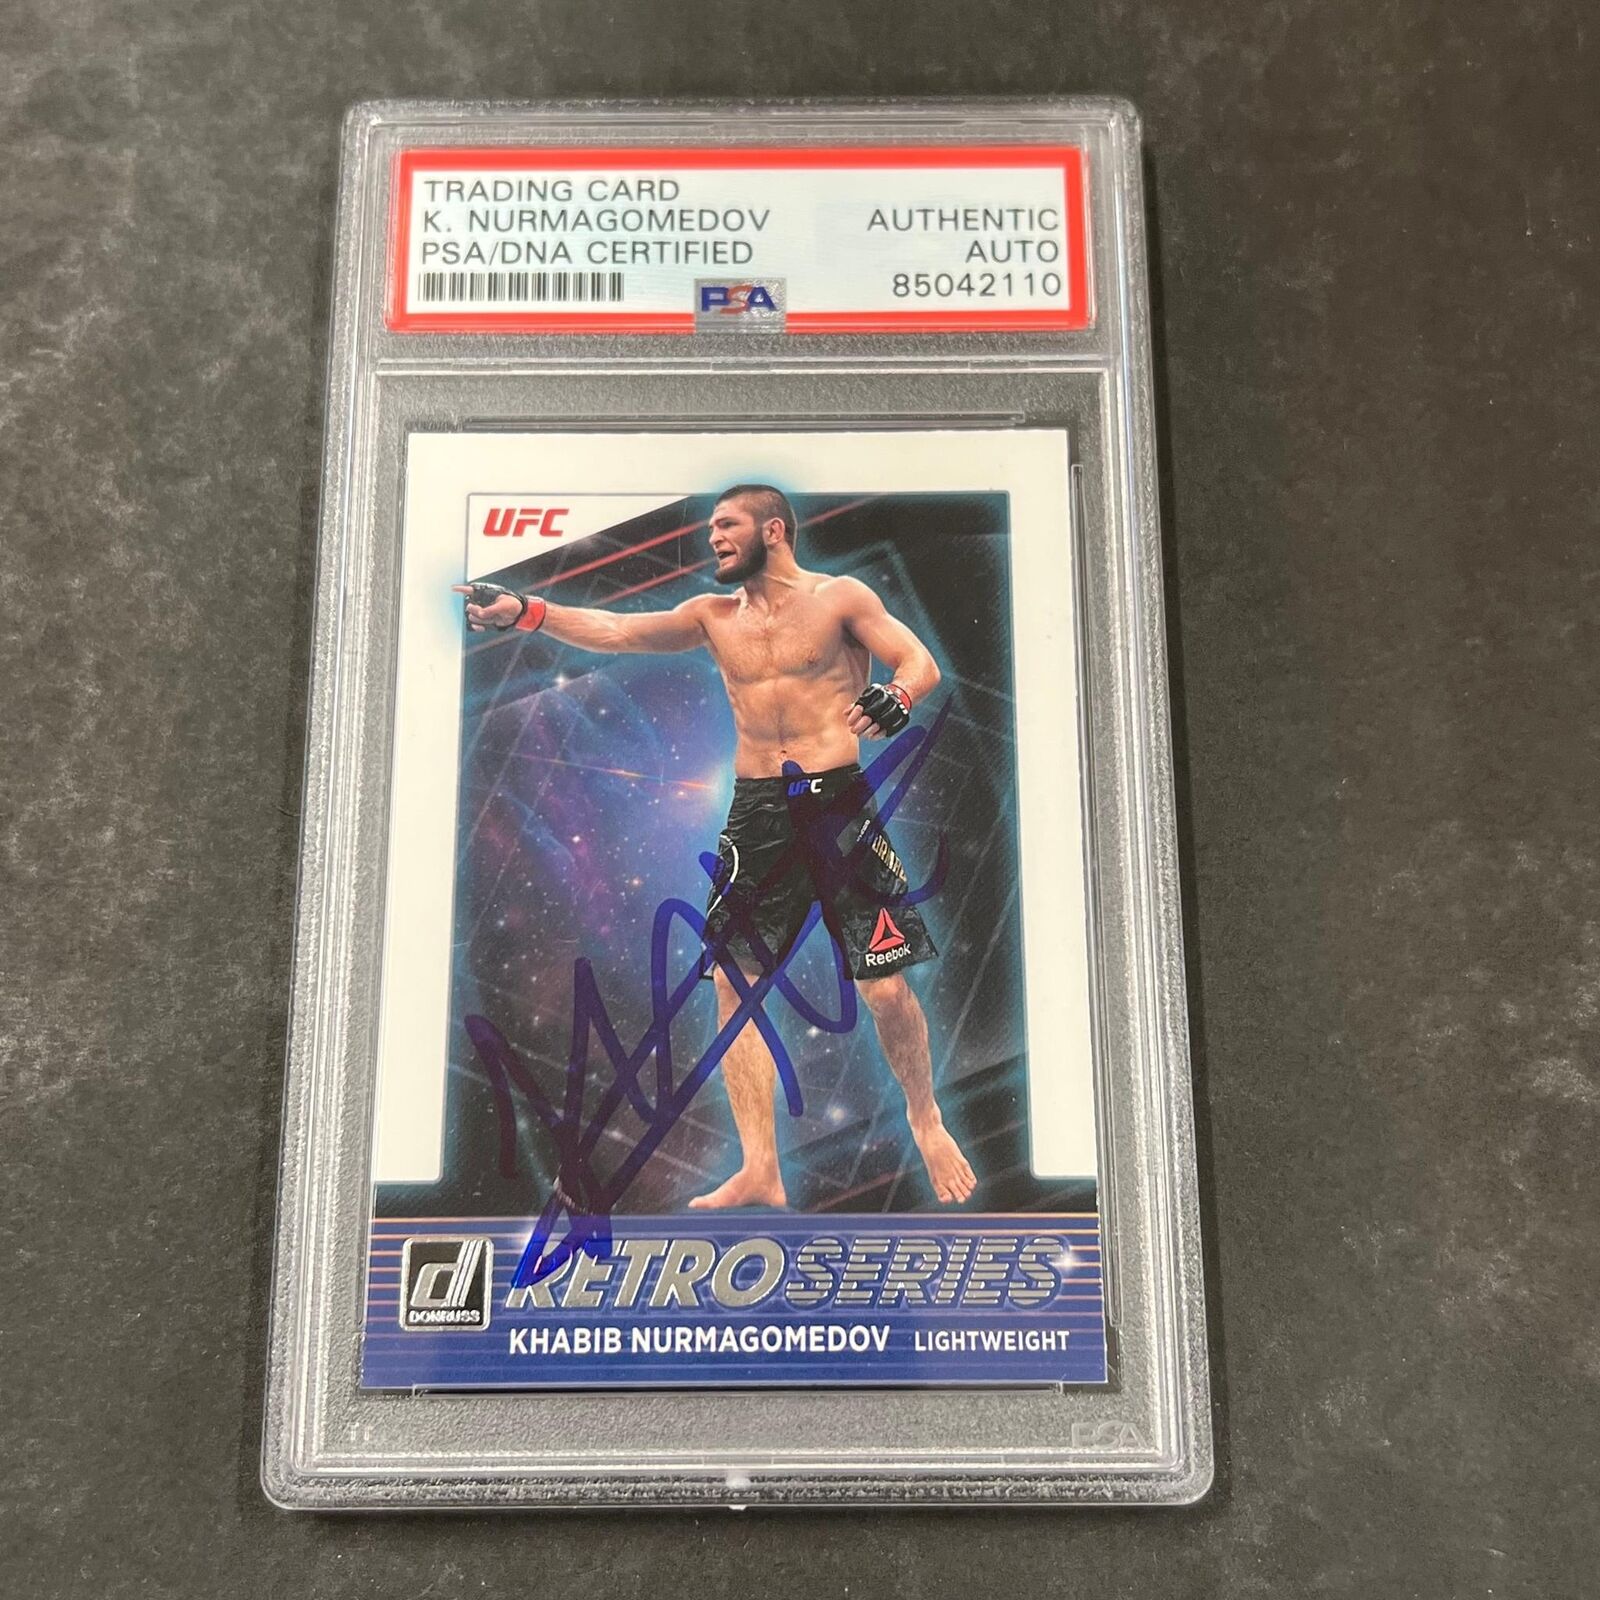 TRADING CARD
K. NURMAGOMEDOV AUTHENTIC
PSA/DNA CERTIFIED AUTO
PSA 85042110
UFC
UFC
Reebok
RETRO SERIES
DONRUSS
KHABIB NURMAGOMEDOV LIGHTWEIGHT
PSA